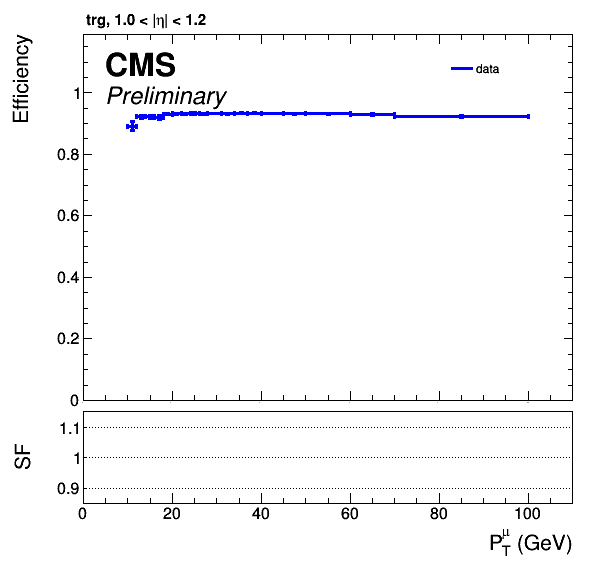 trg, 1.0 < |η| < 1.2
Efficiency
CMS
Preliminary
data
1
0.8
0.6
0.4
0.2
0
SF
1.1
1
0.9
0 20 40 60 80 100
P_T^μ (GeV)